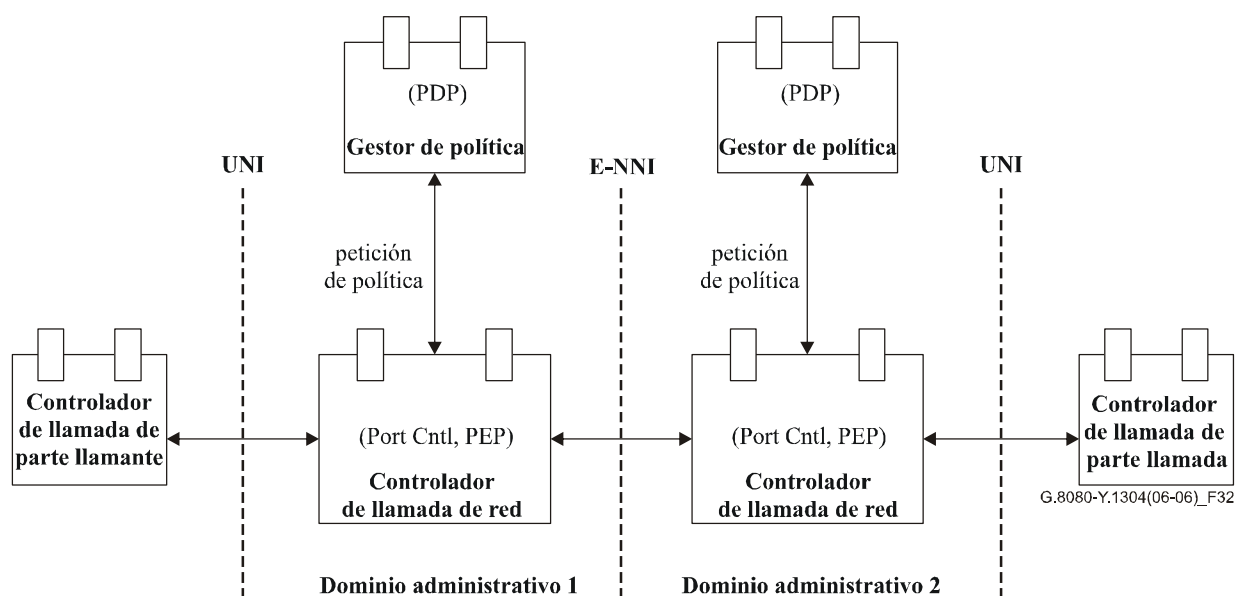 (PDP)
Gestor de política
(PDP)
Gestor de política
UNI
E-NNI
UNI
petición
de política
petición
de política
Controlador
de llamada de
parte llamante
(Port Cntl, PEP)
Controlador
de llamada de red
(Port Cntl, PEP)
Controlador
de llamada de red
Controlador
de llamada de
parte llamada
G.8080-Y.1304(06-06)_F32
Dominio administrativo 1
Dominio administrativo 2